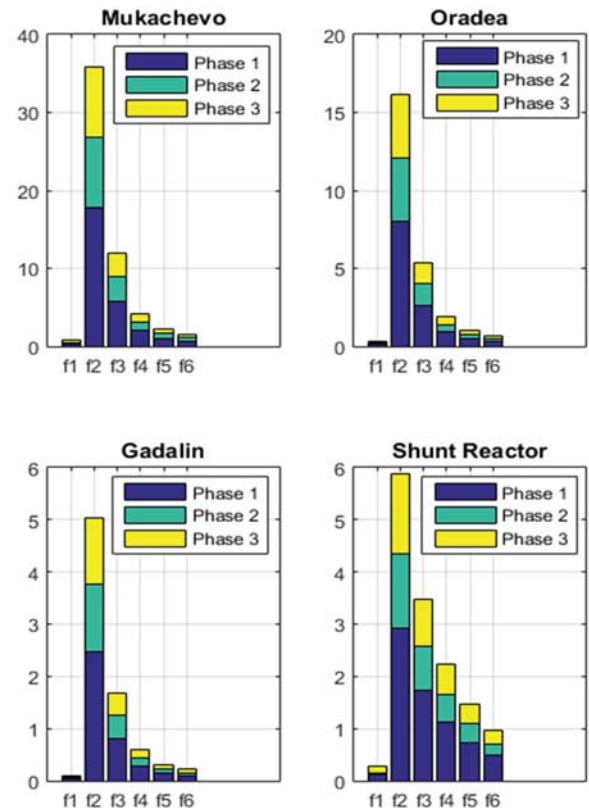 Mukachevo
40
30
20
10
0
Phase 1
Phase 2
Phase 3
f1 f2 f3 f4 f5 f6
Oradea
20
15
10
5
0
Phase 1
Phase 2
Phase 3
f1 f2 f3 f4 f5 f6
Gadalin
6
5
4
3
2
1
0
Phase 1
Phase 2
Phase 3
f1 f2 f3 f4 f5 f6
Shunt Reactor
6
5
4
3
2
1
0
Phase 1
Phase 2
Phase 3
f1 f2 f3 f4 f5 f6